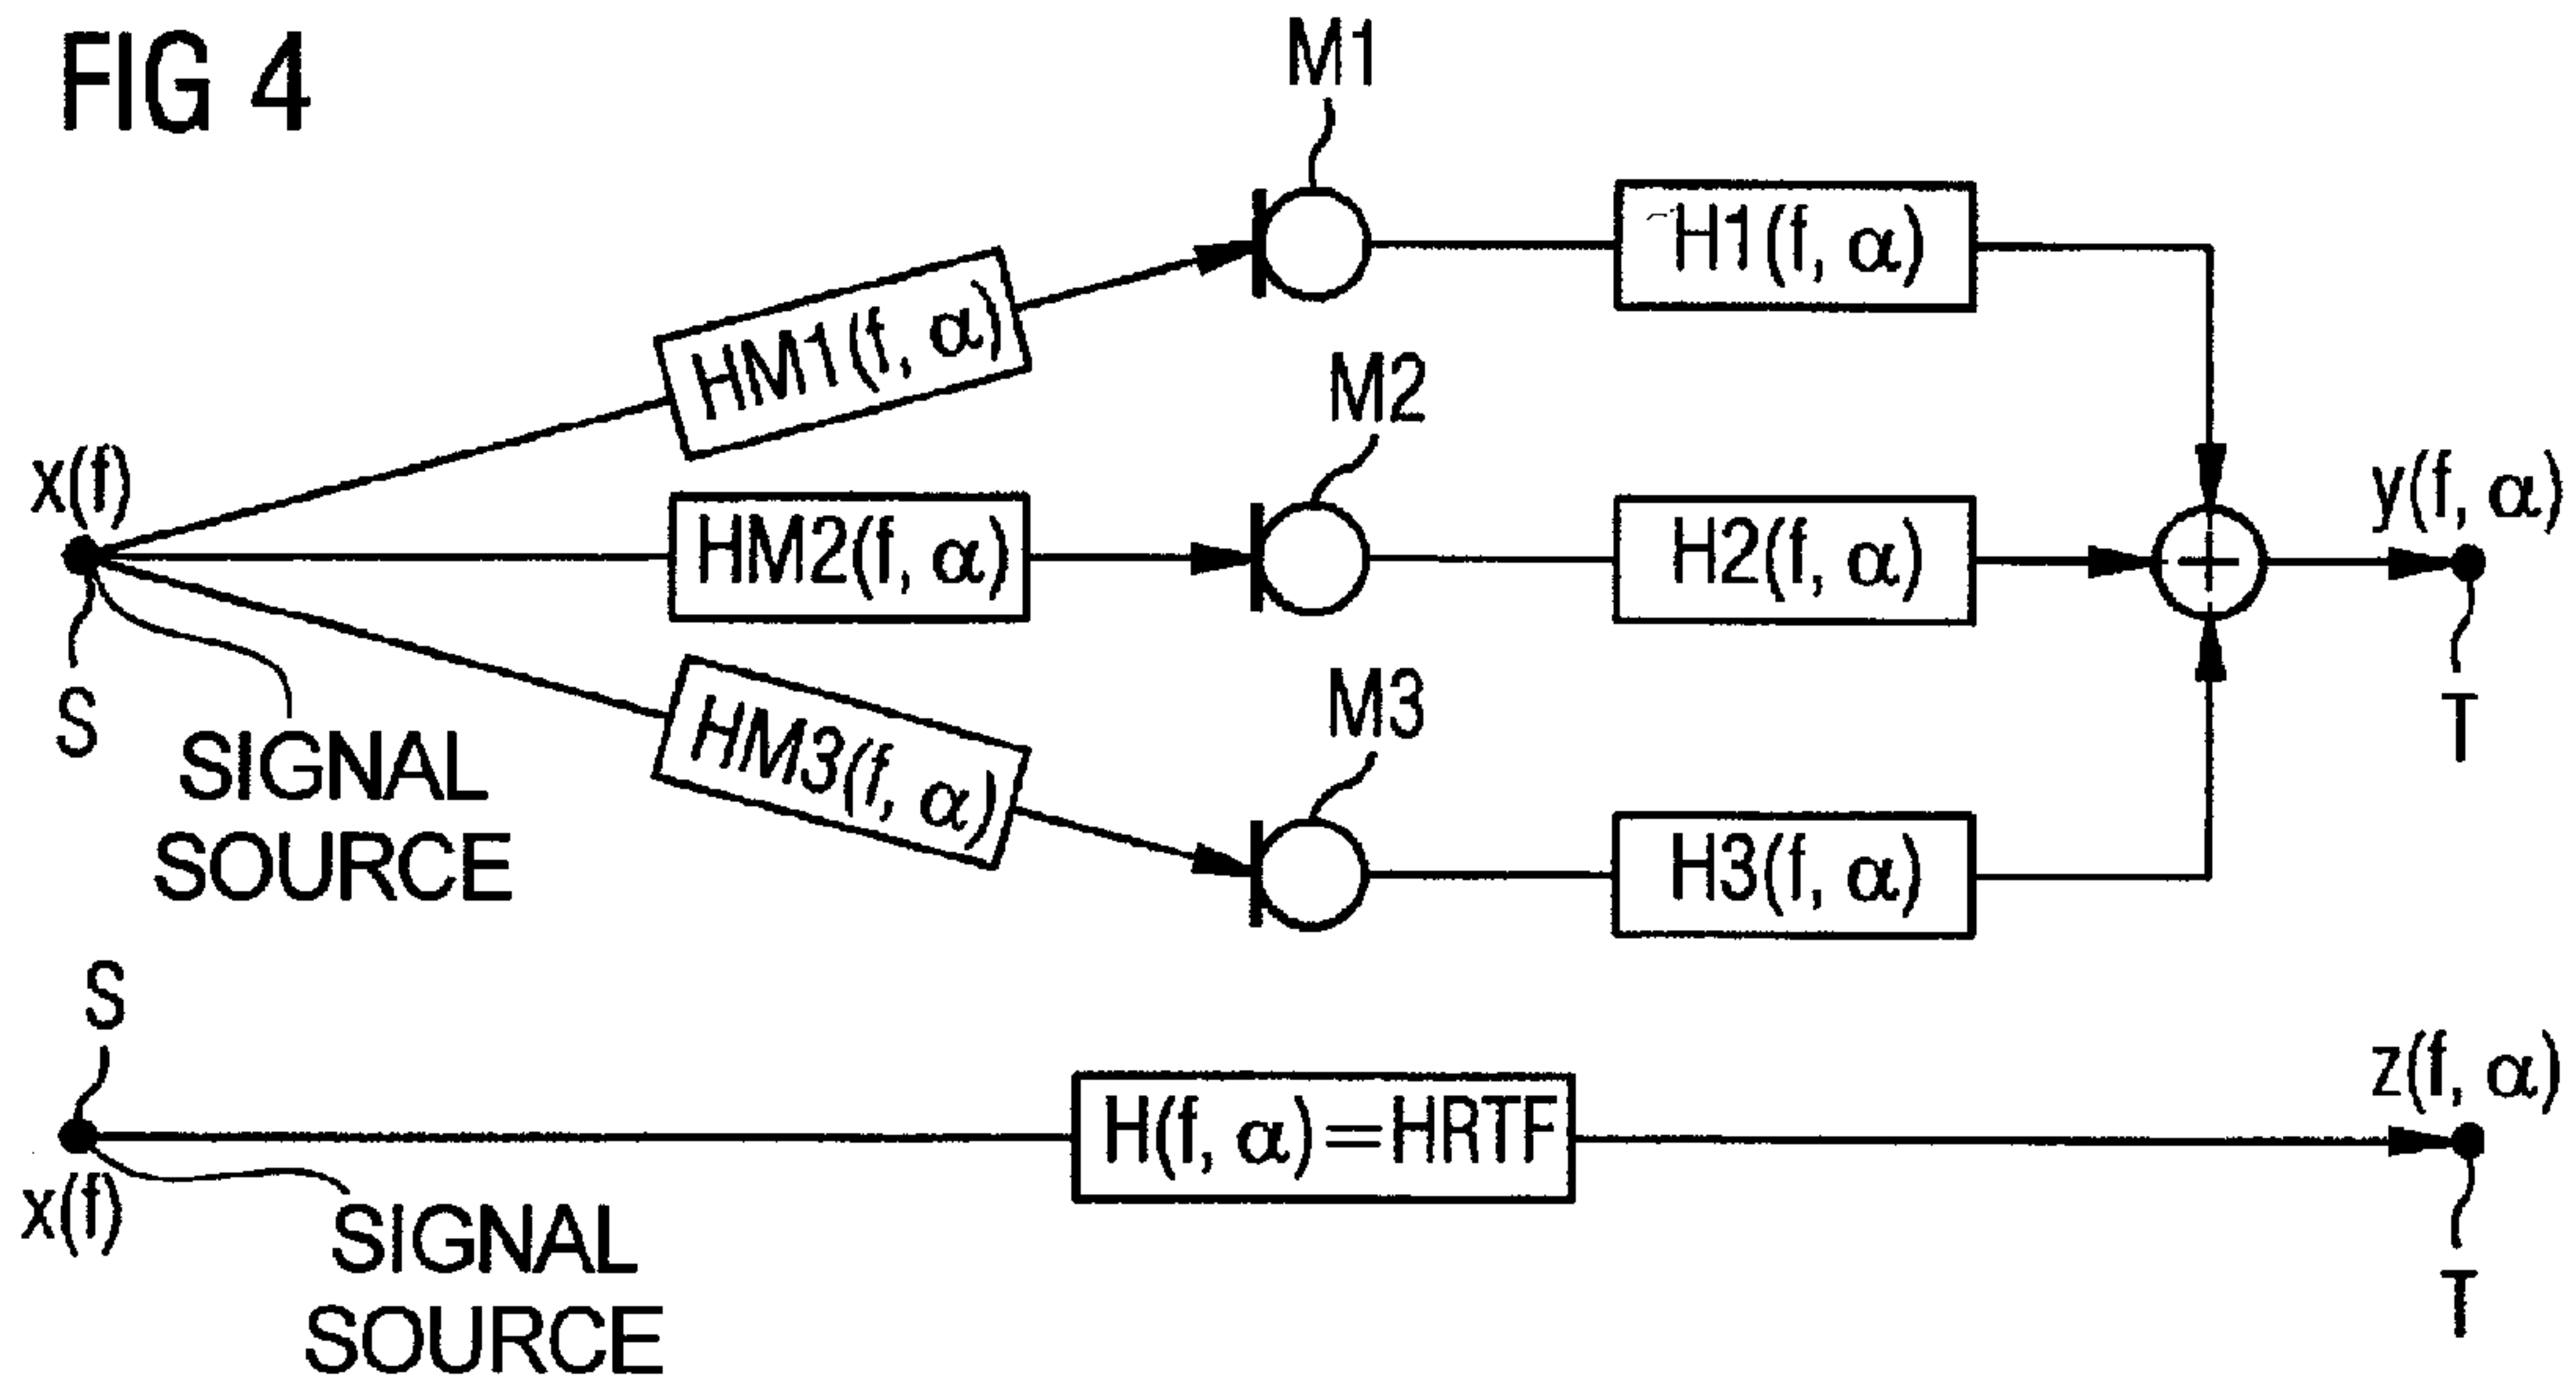 FIG 4
M1
H1(f, α)
HM1(f, α)
M2
x(f)
HM2(f, α)
H2(f, α)
y(f, α)
S
SIGNAL
SOURCE
HM3(f, α)
M3
H3(f, α)
T
S
x(f)
SIGNAL
SOURCE
H(f, α)=HRTF
z(f, α)
T